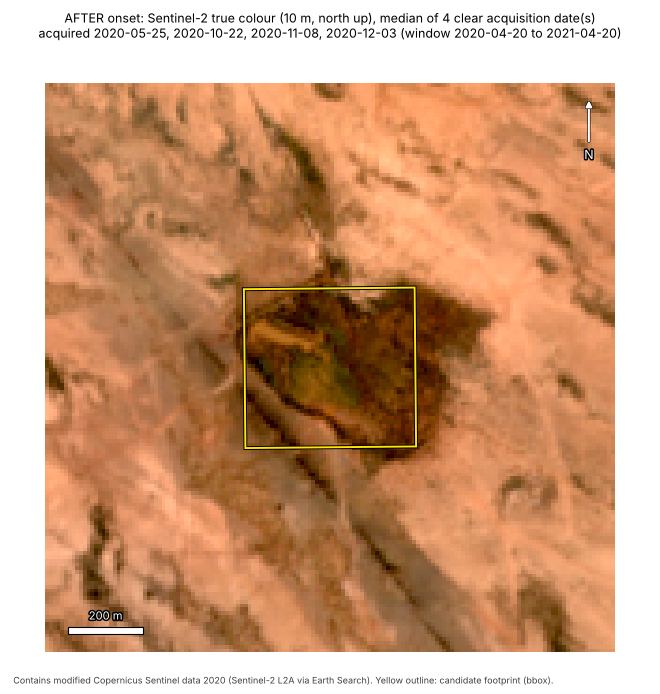 AFTER onset: Sentinel-2 true colour (10 m, north up), median of 4 clear acquisition date(s)
acquired 2020-05-25, 2020-10-22, 2020-11-08, 2020-12-03 (window 2020-04-20 to 2021-04-20)
N
200 m
Contains modified Copernicus Sentinel data 2020 (Sentinel-2 L2A via Earth Search). Yellow outline: candidate footprint (bbox).